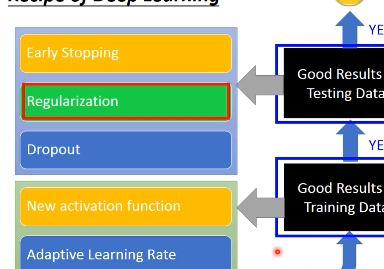 Recipe of Deep Learning
YE
Early Stopping
Good Results
Testing Data
Regularization
Dropout
YE
Good Results
Training Data
New activation function
Adaptive Learning Rate